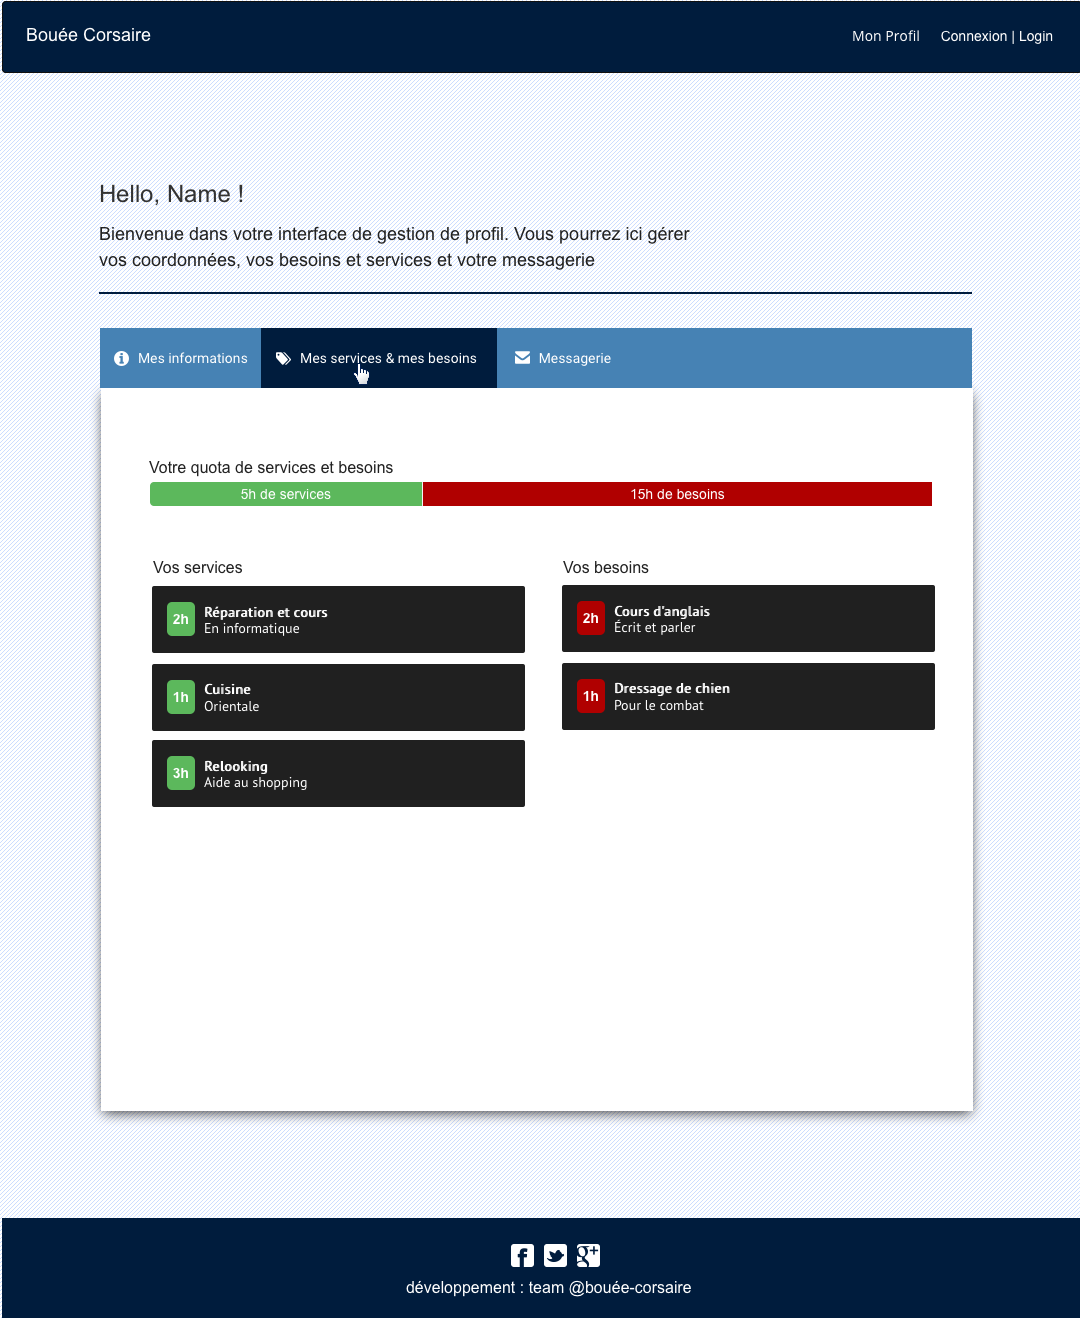 Bouée Corsaire
Mon Profil
Connexion | Login
Hello, Name !
Bienvenue dans votre interface de gestion de profil. Vous pourrez ici gérer
vos coordonnées, vos besoins et services et votre messagerie
Mes informations
Mes services & mes besoins
Messagerie
Votre quota de services et besoins
5h de services
15h de besoins
Vos services
2h
Réparation et cours
En informatique
1h
Cuisine
Orientale
3h
Relooking
Aide au shopping
Vos besoins
2h
Cours d'anglais
Écrit et parler
1h
Dressage de chien
Pour le combat
développement : team @bouée-corsaire